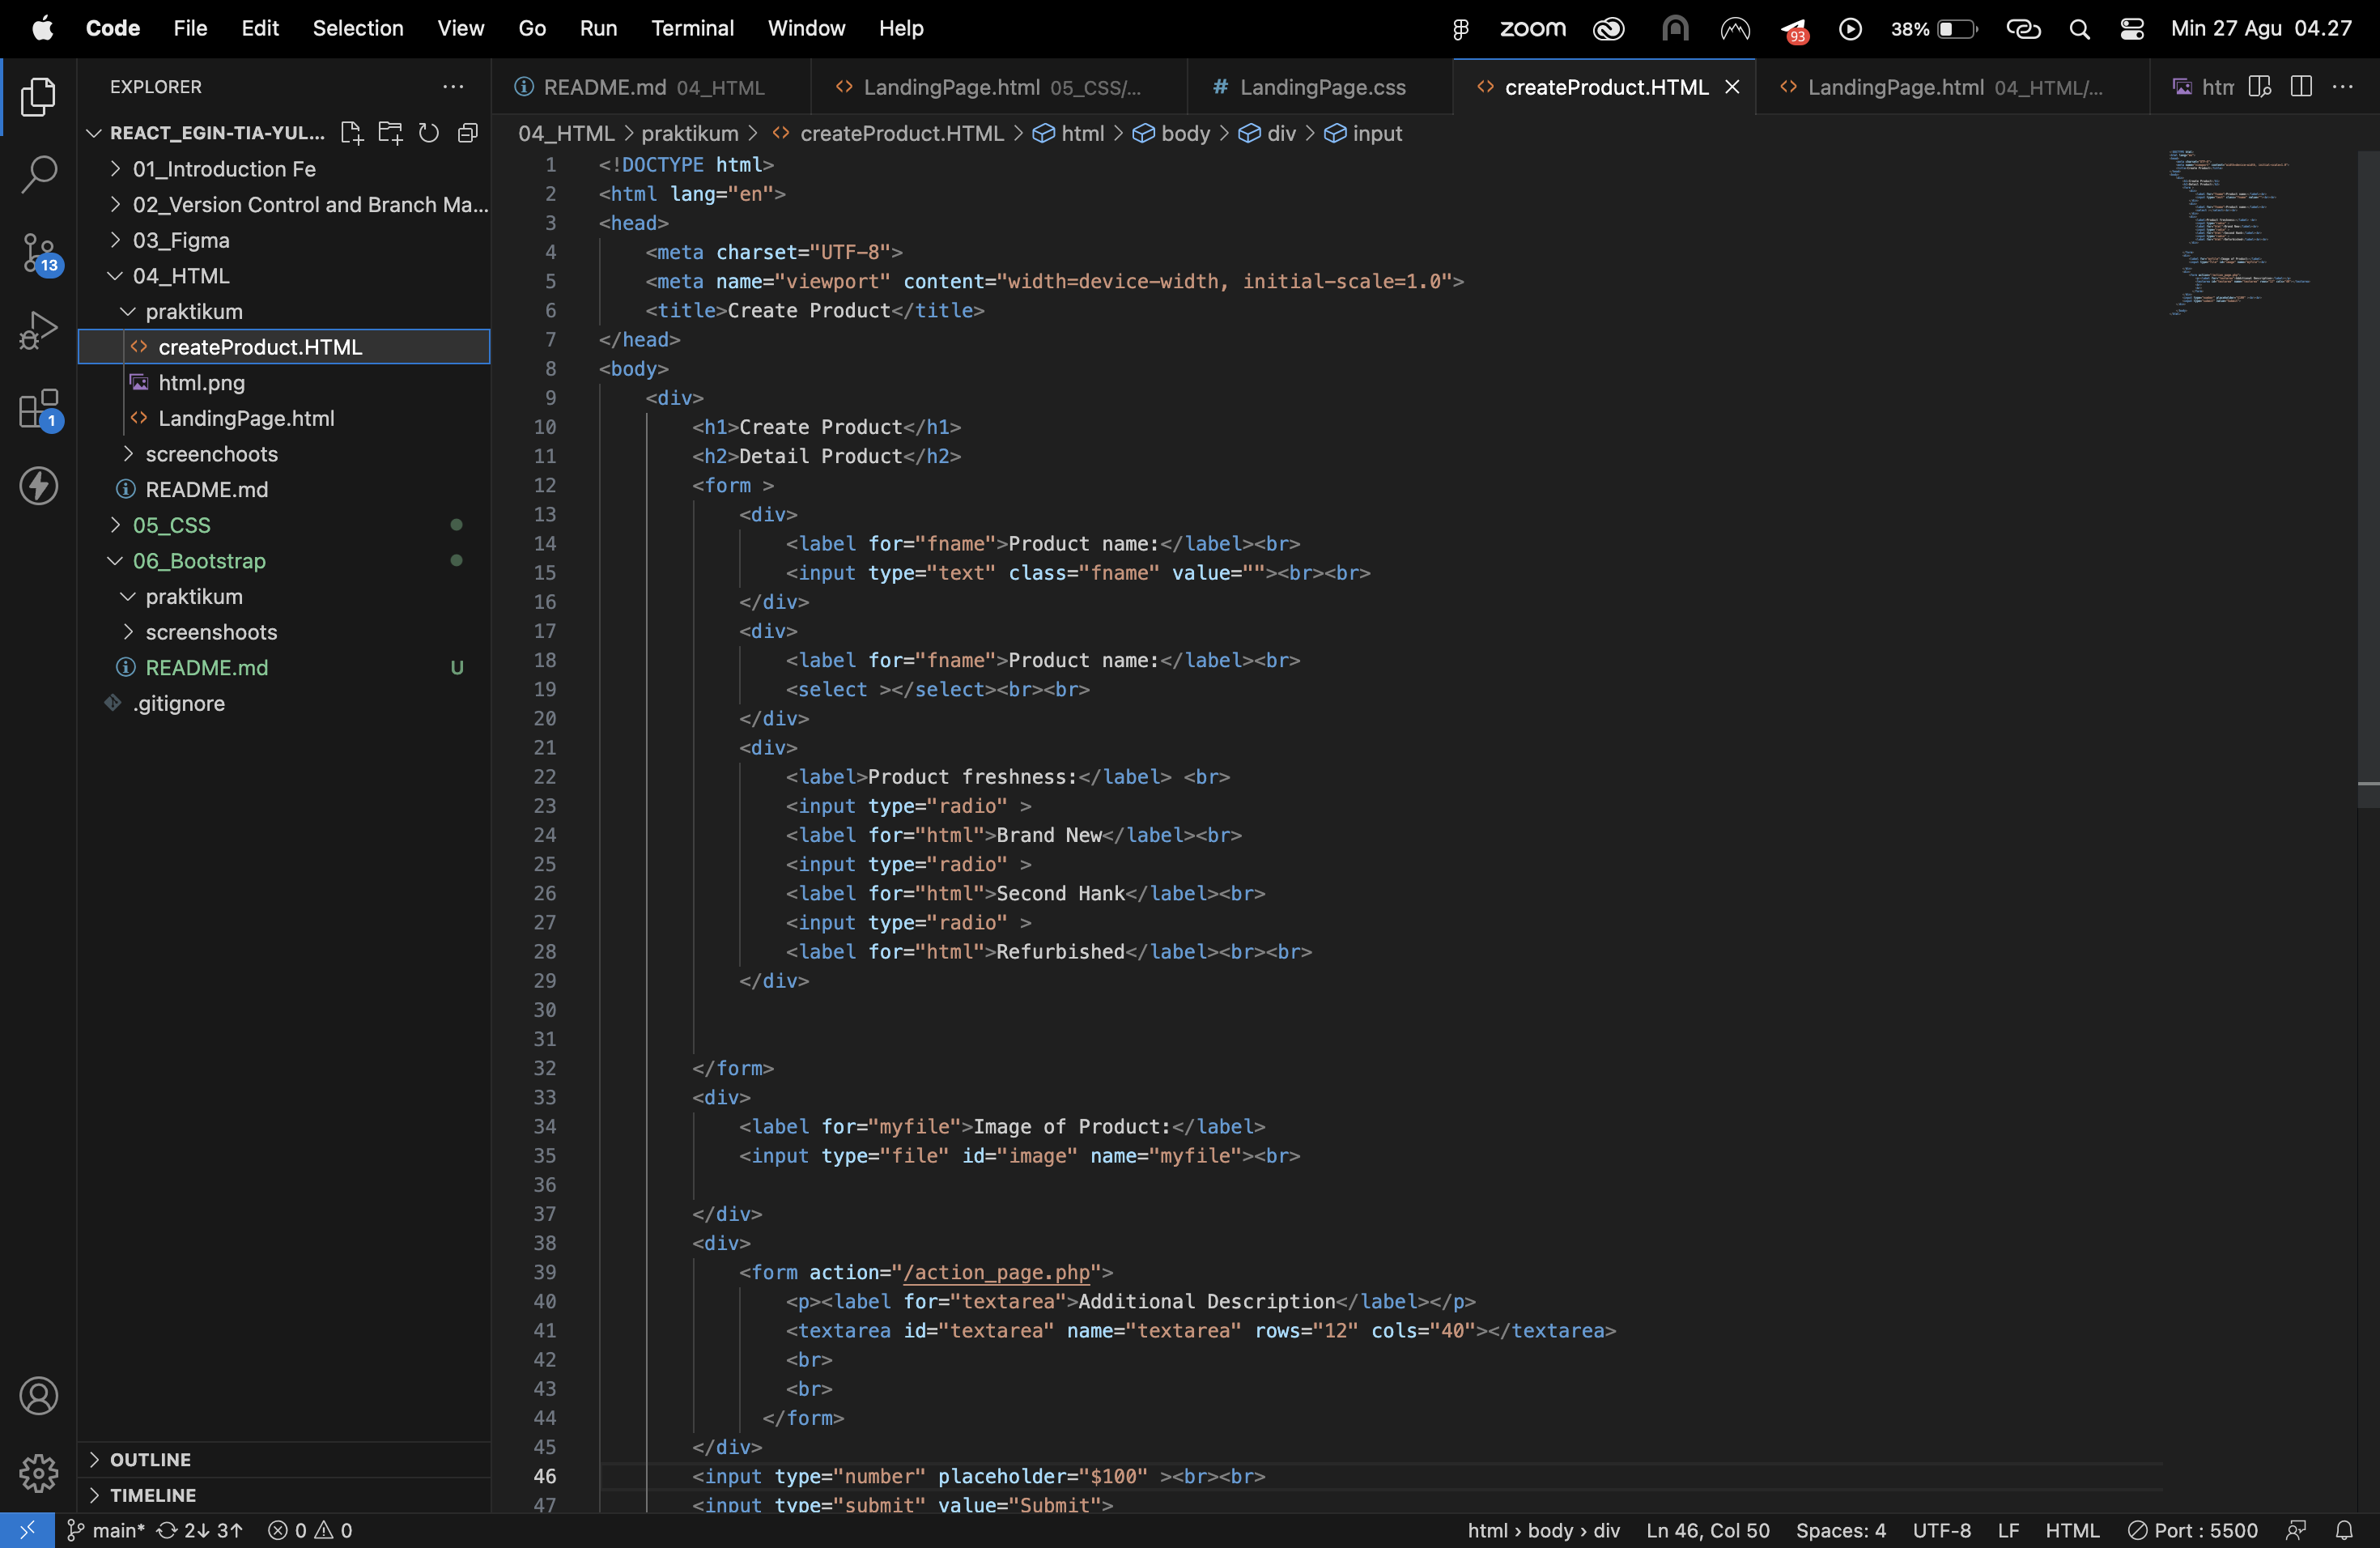 Code File Edit Selection View Go Run Terminal Window Help zoom 93 38% Min 27 Agu 04.27
EXPLORER
README.md 04_HTML LandingPage.html 05_CSS/... # LandingPage.css createProduct.HTML LandingPage.html 04_HTML/... htm
REACT_EGIN-TIA-YUL...
04_HTML > praktikum > createProduct.HTML > html > body > div > input
01_Introduction Fe
02_Version Control and Branch Ma...
03_Figma
04_HTML
praktikum
createProduct.HTML
html.png
LandingPage.html
screenchoots
README.md
05_CSS
06_Bootstrap
praktikum
screenshoots
README.md U
.gitignore
13
1
OUTLINE
TIMELINE
1 <!DOCTYPE html>
2 <html lang="en">
3 <head>
4 <meta charset="UTF-8">
5 <meta name="viewport" content="width=device-width, initial-scale=1.0">
6 <title>Create Product</title>
7 </head>
8 <body>
9 <div>
10 <h1>Create Product</h1>
11 <h2>Detail Product</h2>
12 <form >
13 <div>
14 <label for="fname">Product name:</label><br>
15 <input type="text" class="fname" value=""><br><br>
16 </div>
17 <div>
18 <label for="fname">Product name:</label><br>
19 <select ></select><br><br>
20 </div>
21 <div>
22 <label>Product freshness:</label> <br>
23 <input type="radio" >
24 <label for="html">Brand New</label><br>
25 <input type="radio" >
26 <label for="html">Second Hank</label><br>
27 <input type="radio" >
28 <label for="html">Refurbished</label><br><br>
29 </div>
30
31
32 </form>
33 <div>
34 <label for="myfile">Image of Product:</label>
35 <input type="file" id="image" name="myfile"><br>
36
37 </div>
38 <div>
39 <form action="/action_page.php">
40 <p><label for="textarea">Additional Description</label></p>
41 <textarea id="textarea" name="textarea" rows="12" cols="40"></textarea>
42 <br>
43 <br>
44 </form>
45 </div>
46 <input type="number" placeholder="$100" ><br><br>
47 <input type="submit" value="Submit">
main* 2↓ 3↑ 0 0 html › body › div Ln 46, Col 50 Spaces: 4 UTF-8 LF HTML Port : 5500